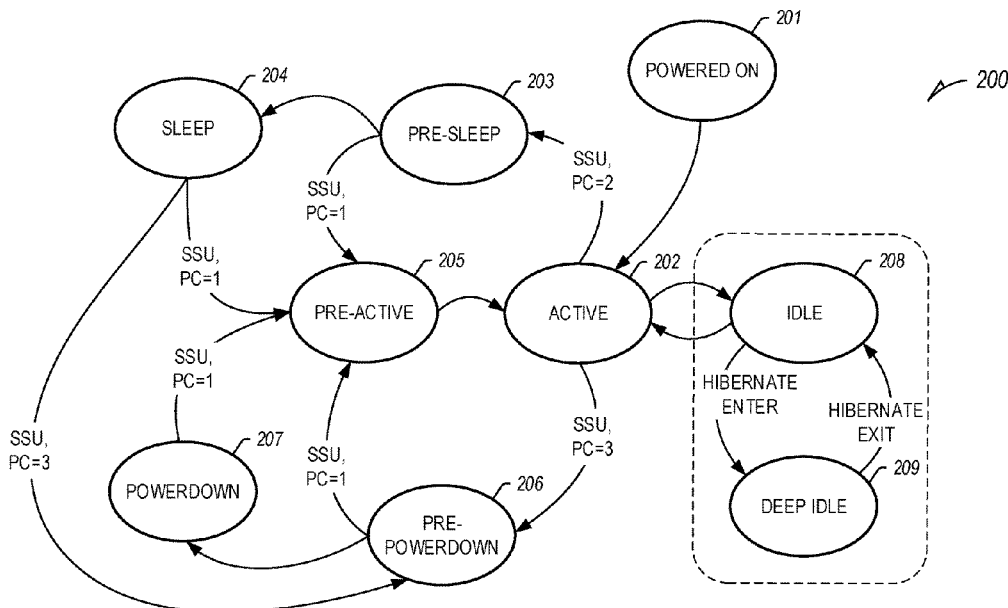 201
POWERED ON
200
204
SLEEP
203
PRE-SLEEP
SSU,
PC=2
SSU,
PC=1
SSU,
PC=1
205
PRE-ACTIVE
202
ACTIVE
208
IDLE
SSU,
PC=1
HIBERNATE
ENTER
HIBERNATE
EXIT
SSU,
PC=3
207
POWERDOWN
SSU,
PC=1
SSU,
PC=3
206
PRE-
POWERDOWN
209
DEEP IDLE